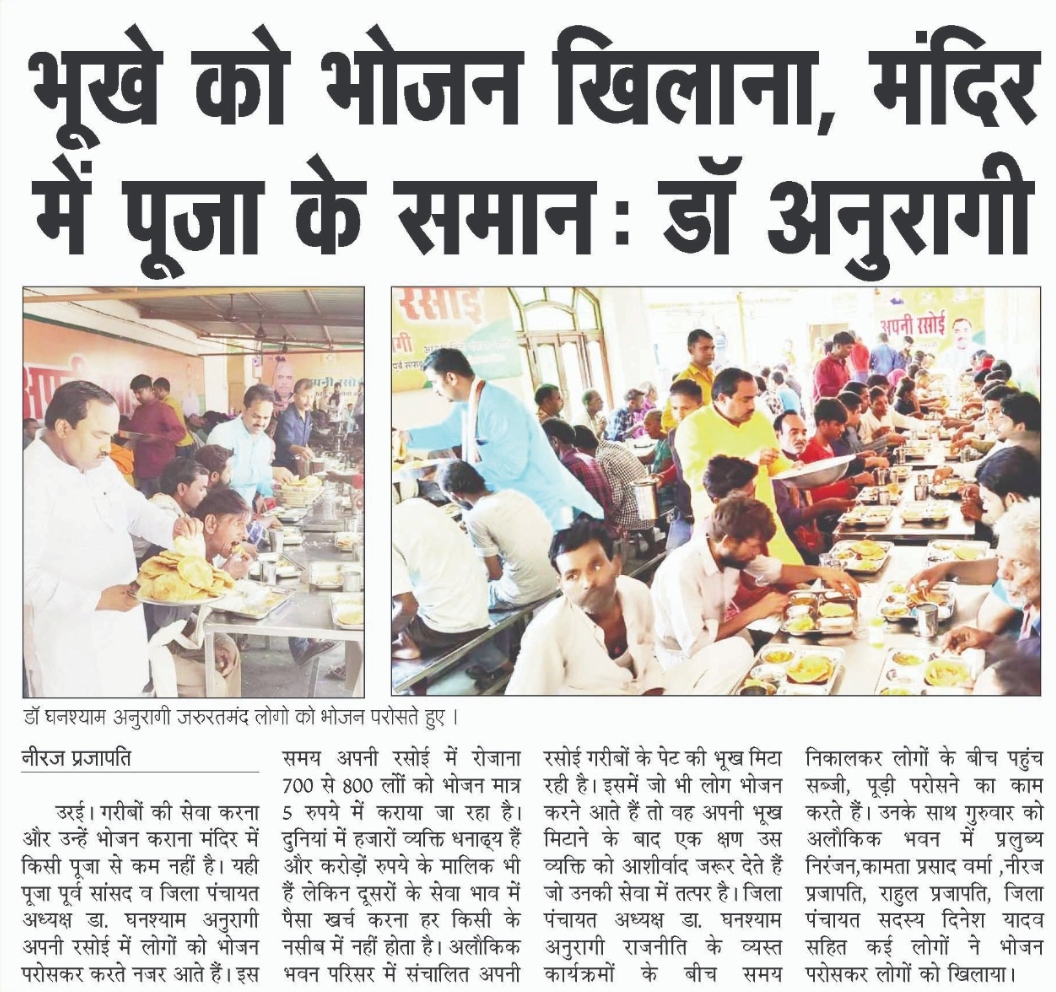 भूखे को भोजन खिलाना, मंदिर
में पूजा के समान : डॉ अनुरागी
रसोई
अपनी रसोई
अपनी रसोई
डॉ घनश्याम अनुरागी जरुरतमंद लोगो को भोजन परोसते हुए ।
नीरज प्रजापति
उरई। गरीबों की सेवा करना
और उन्हें भोजन कराना मंदिर में
किसी पूजा से कम नहीं है। यही
पूजा पूर्व सांसद व जिला पंचायत
अध्यक्ष डा. घनश्याम अनुरागी
अपनी रसोई में लोगों को भोजन
परोसकर करते नजर आते हैं। इस
समय अपनी रसोई में रोजाना
700 से 800 लोंों को भोजन मात्र
5 रुपये में कराया जा रहा है।
दुनियां में हजारों व्यक्ति धनाढ्य हैं
और करोड़ों रुपये के मालिक भी
हैं लेकिन दूसरों के सेवा भाव में
पैसा खर्च करना हर किसी के
नसीब में नहीं होता है। अलौकिक
भवन परिसर में संचालित अपनी
रसोई गरीबों के पेट की भूख मिटा
रही है। इसमें जो भी लोग भोजन
करने आते हैं तो वह अपनी भूख
मिटाने के बाद एक क्षण उस
व्यक्ति को आशीर्वाद जरूर देते हैं
जो उनकी सेवा में तत्पर है। जिला
पंचायत अध्यक्ष डा. घनश्याम
अनुरागी राजनीति के व्यस्त
कार्यक्रमों के बीच समय
निकालकर लोगों के बीच पहुंच
सब्जी, पूड़ी परोसने का काम
करते हैं। उनके साथ गुरुवार को
अलौकिक भवन में प्रलुब्य
निरंजन,कामता प्रसाद वर्मा ,नीरज
प्रजापति, राहुल प्रजापति, जिला
पंचायत सदस्य दिनेश यादव
सहित कई लोगों ने भोजन
परोसकर लोगों को खिलाया।